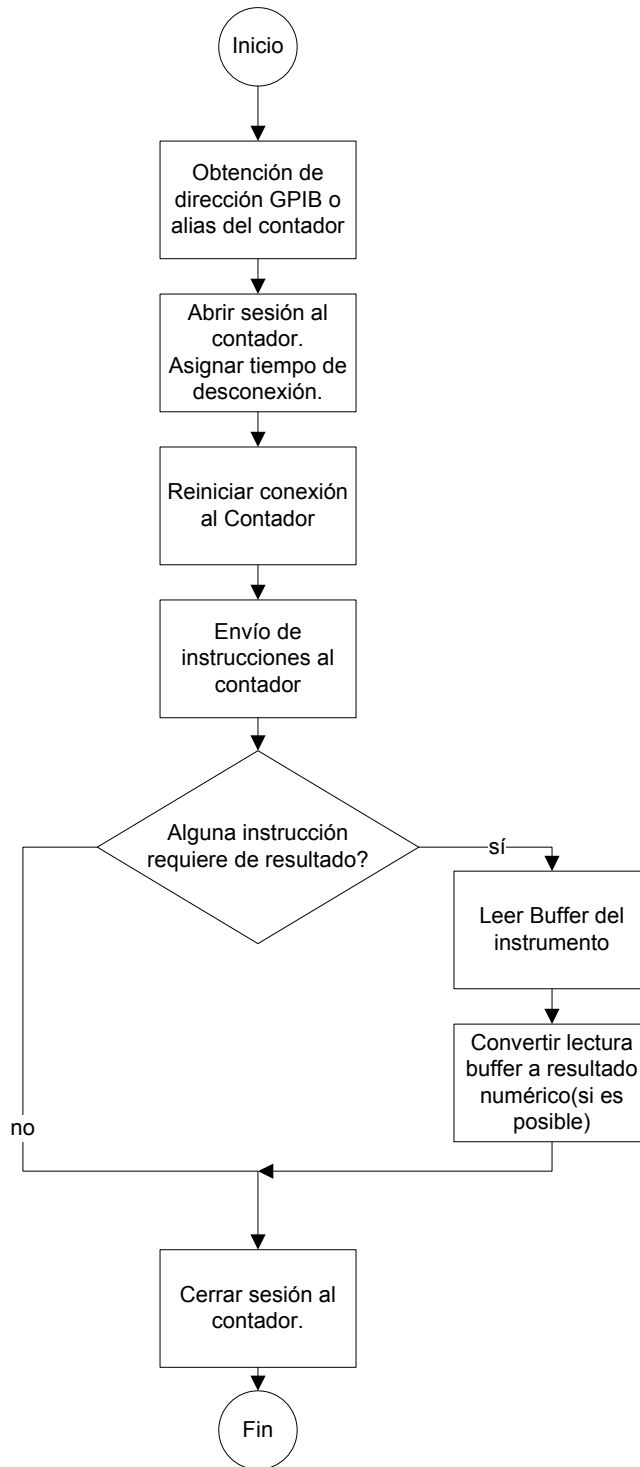 Inicio
Obtención de
dirección GPIB o
alias del contador
Abrir sesión al
contador.
Asignar tiempo de
desconexión.
Reiniciar conexión
al Contador
Envío de
instrucciones al
contador
Alguna instrucción
requiere de resultado?
sí
Leer Buffer del
instrumento
Convertir lectura
buffer a resultado
numérico(si es
posible)
no
Cerrar sesión al
contador.
Fin